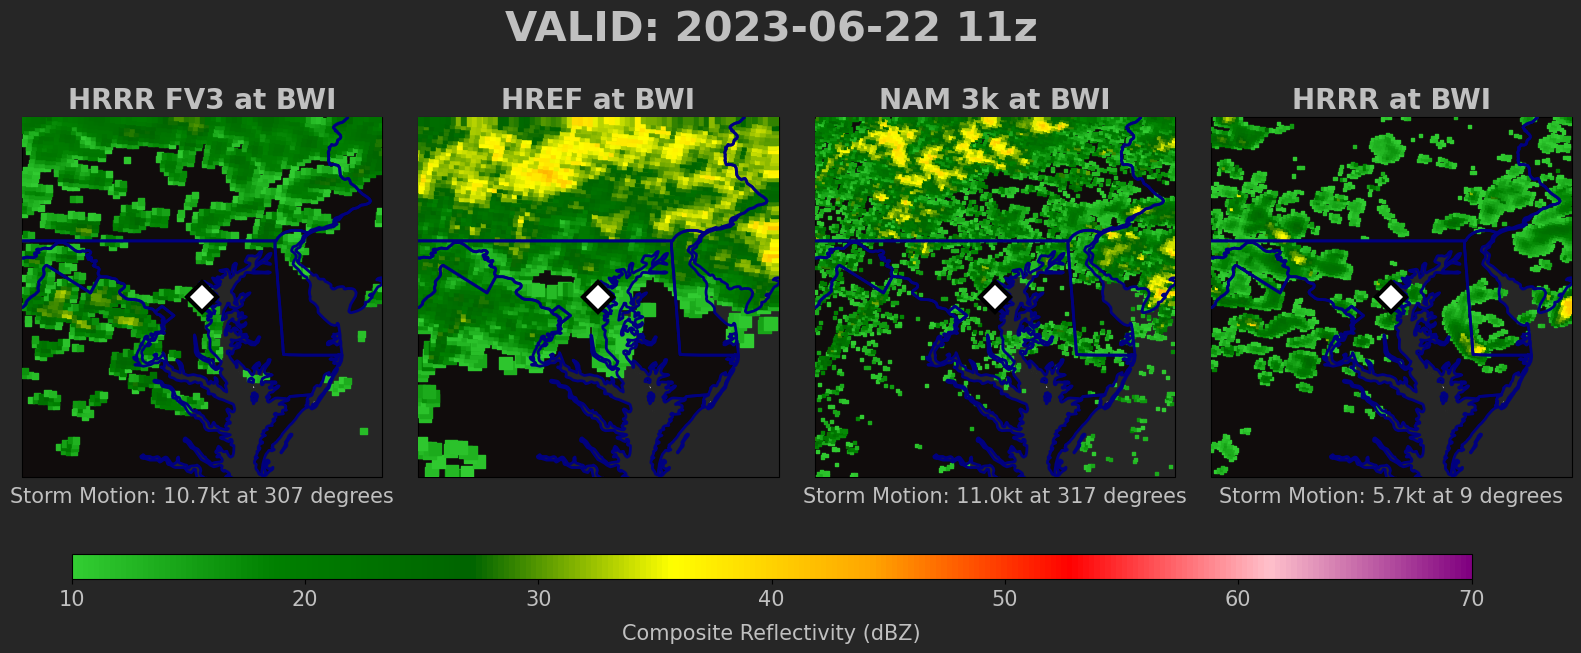 VALID: 2023-06-22 11z
HRRR FV3 at BWI
HREF at BWI
NAM 3k at BWI
HRRR at BWI
Storm Motion: 10.7kt at 307 degrees
Storm Motion: 11.0kt at 317 degrees
Storm Motion: 5.7kt at 9 degrees
10 20 30 40 50 60 70
Composite Reflectivity (dBZ)